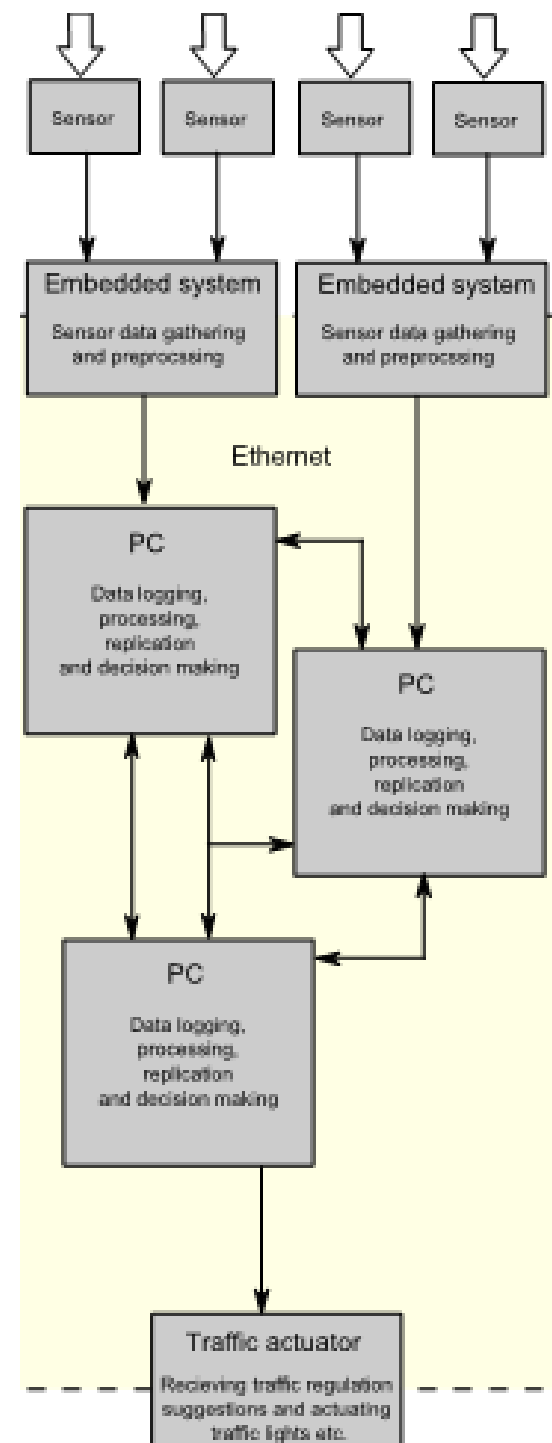 Sensor
Sensor
Sensor
Sensor
Embedded system
Sensor data gathering
and preprocssing
Embedded system
Sensor data gathering
and preprocssing
Ethernet
PC
Data logging,
processing,
replication
and decision making
PC
Data logging,
processing,
replication
and decision making
PC
Data logging,
processing,
replication
and decision making
Traffic actuator
Recieving traffic regulation
suggestions and actuating
traffic lights etc.